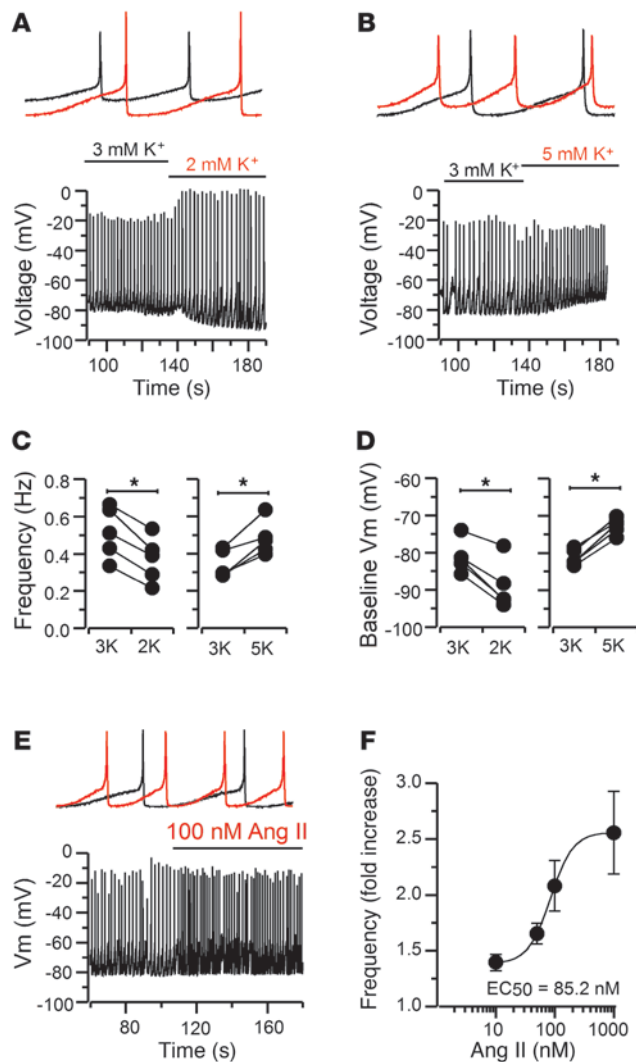 A
3 mM K+
2 mM K+
Voltage (mV)
0
-20
-40
-60
-80
-100
100
140
180
Time (s)
B
3 mM K+
5 mM K+
Voltage (mV)
0
-20
-40
-60
-80
-100
100
140
180
Time (s)
C
Frequency (Hz)
0.8
0.6
0.4
0.2
0.0
*
3K
2K
*
3K
5K
D
Baseline Vm (mV)
-60
-70
-80
-90
-100
*
3K
2K
*
3K
5K
E
100 nM Ang II
Vm (mV)
0
-20
-40
-60
-80
-100
80
120
160
Time (s)
F
Frequency (fold increase)
3.0
2.5
2.0
1.5
1.0
EC50 = 85.2 nM
10
100
1000
Ang II (nM)